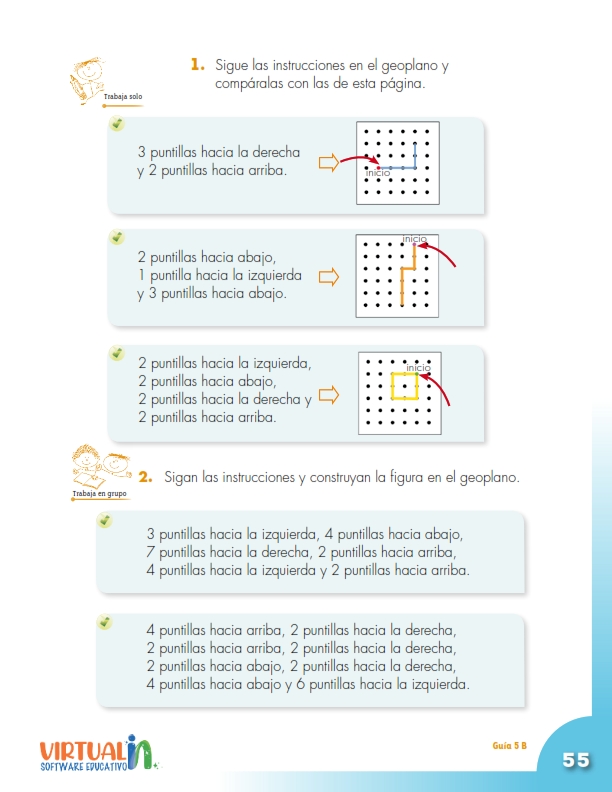 1. Sigue las instrucciones en el geoplano y
compáralas con las de esta página.
Trabaja solo
3 puntillas hacia la derecha
y 2 puntillas hacia arriba.
inicio
2 puntillas hacia abajo,
1 puntilla hacia la izquierda
y 3 puntillas hacia abajo.
inicio
2 puntillas hacia la izquierda,
2 puntillas hacia abajo,
2 puntillas hacia la derecha y
2 puntillas hacia arriba.
inicio
Trabaja en grupo
2. Sigan las instrucciones y construyan la figura en el geoplano.
3 puntillas hacia la izquierda, 4 puntillas hacia abajo,
7 puntillas hacia la derecha, 2 puntillas hacia arriba,
4 puntillas hacia la izquierda y 2 puntillas hacia arriba.
4 puntillas hacia arriba, 2 puntillas hacia la derecha,
2 puntillas hacia arriba, 2 puntillas hacia la derecha,
2 puntillas hacia abajo, 2 puntillas hacia la derecha,
4 puntillas hacia abajo y 6 puntillas hacia la izquierda.
VIRTUAL in
SOFTWARE EDUCATIVO
Guía 5 B
55